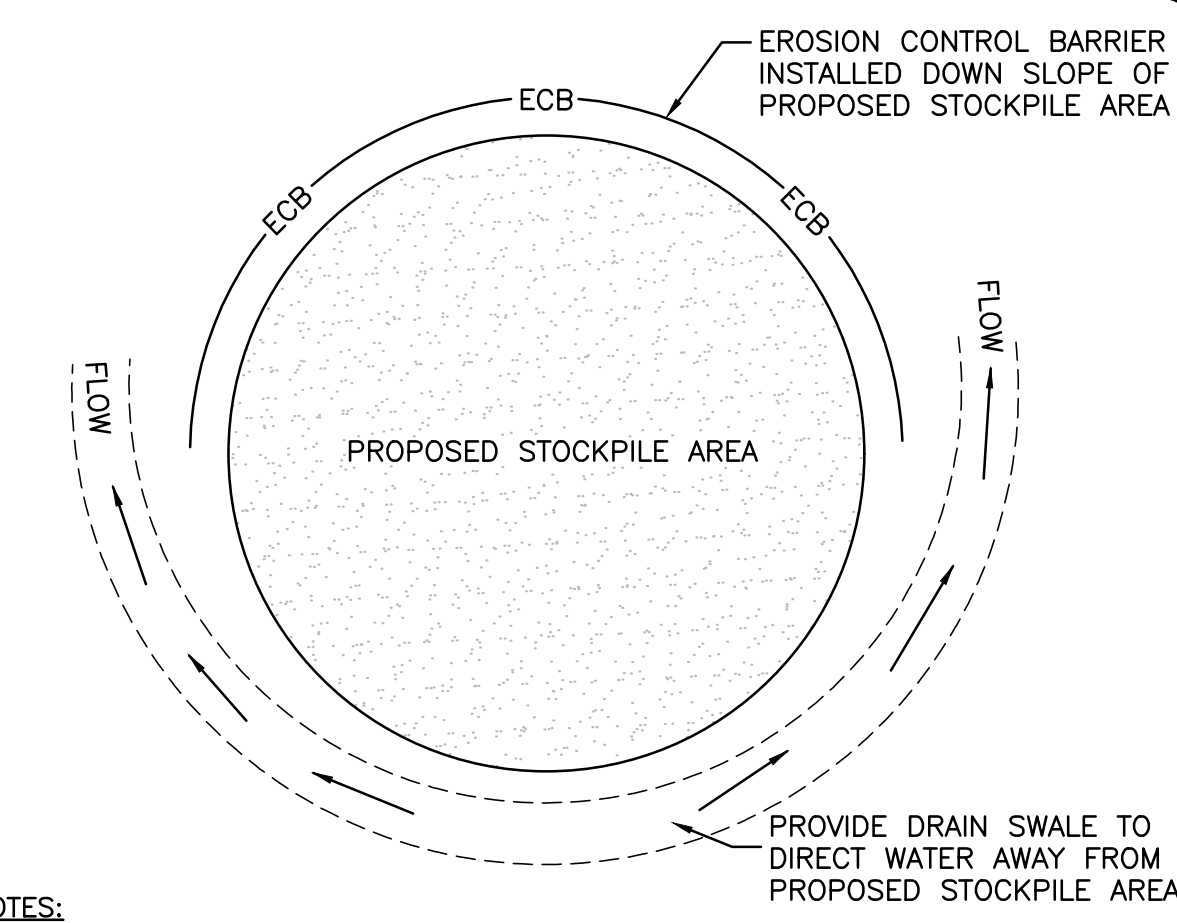 EROSION CONTROL BARRIER
INSTALLED DOWN SLOPE OF
PROPOSED STOCKPILE AREA
ECB
ECB
ECB
FLOW
FLOW
PROPOSED STOCKPILE AREA
PROVIDE DRAIN SWALE TO
DIRECT WATER AWAY FROM
PROPOSED STOCKPILE AREA
OTES: